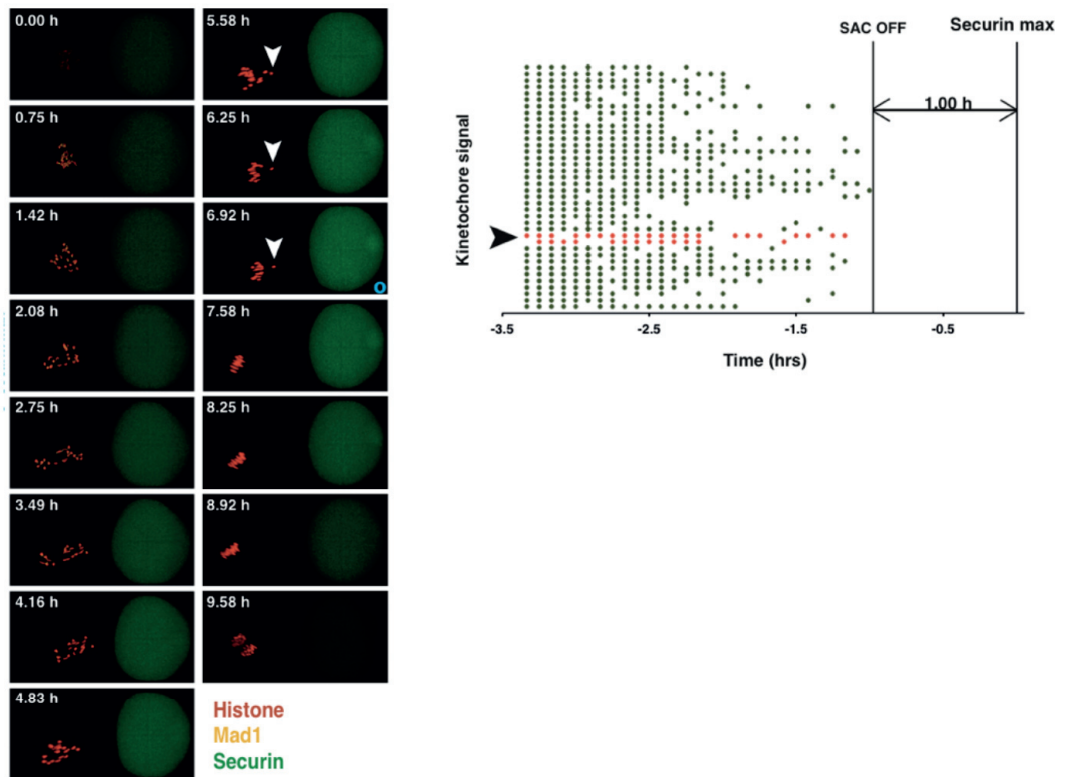 0.00 h
0.75 h
1.42 h
2.08 h
2.75 h
3.49 h
4.16 h
4.83 h
5.58 h
6.25 h
6.92 h
7.58 h
8.25 h
8.92 h
9.58 h
Histone
Mad1
Securin
SAC OFF
Securin max
1.00 h
Kinetochore signal
-3.5
-2.5
-1.5
-0.5
Time (hrs)